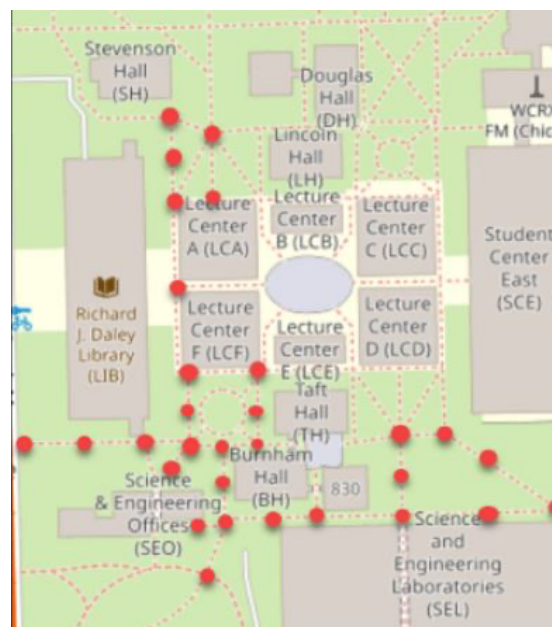 Stevenson
Hall
(SH)
Douglas
Hall
(DH)
WCRX
FM (Chic
Lincoln
Hall
(LH)
Lecture
Center
A (LCA)
Lecture
Center
B (LCB)
Lecture
Center
C (LCC)
Student
Center
East
(SCE)
Richard
J. Daley
Library
(LIB)
Lecture
Center
F (LCF)
Lecture
Center
E (LCE)
Lecture
Center
D (LCD)
Taft
Hall
(TH)
Burnham
Hall
(BH)
830
Science
& Engineering
Offices
(SEO)
Science
and
Engineering
Laboratories
(SEL)